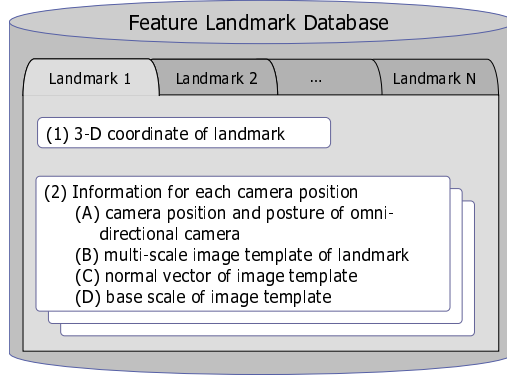 Feature Landmark Database
Landmark 1
Landmark 2
...
Landmark N
(1) 3-D coordinate of landmark
(2) Information for each camera position
(A) camera position and posture of omni-
directional camera
(B) multi-scale image template of landmark
(C) normal vector of image template
(D) base scale of image template